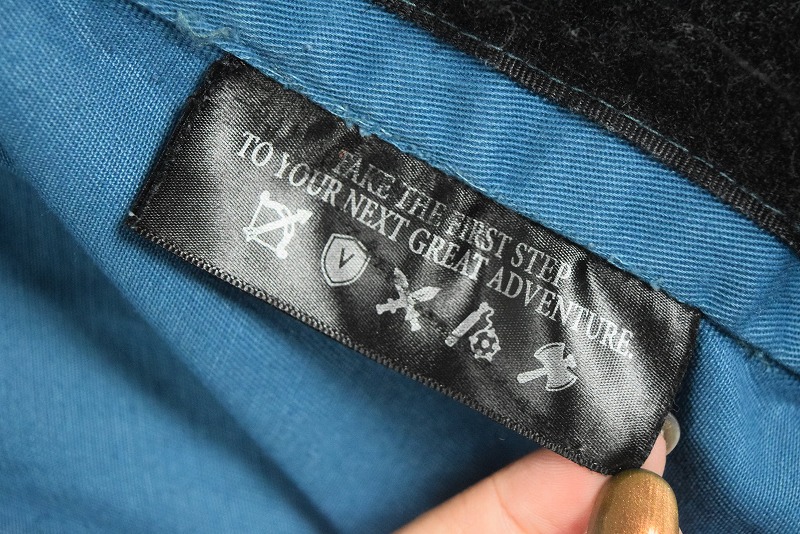 TAKE THE FIRST STEP
TO YOUR NEXT GREAT ADVENTURE.
V